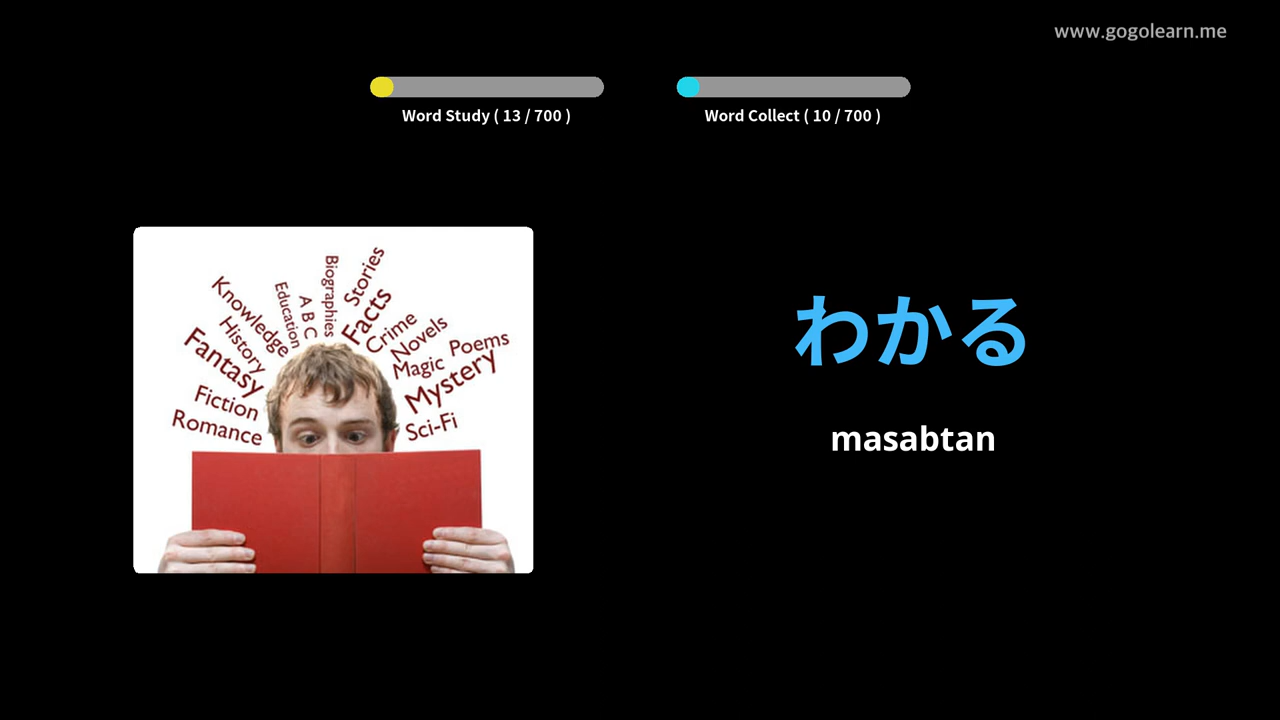 www.gogolearn.me
Word Study ( 13 / 700 )
Word Collect ( 10 / 700 )
Biographies
Stories
Education
A B C
Facts
Knowledge
Crime
History
Novels
Fantasy
Magic
Poems
Fiction
Mystery
Romance
Sci-Fi
わかる
masabtan